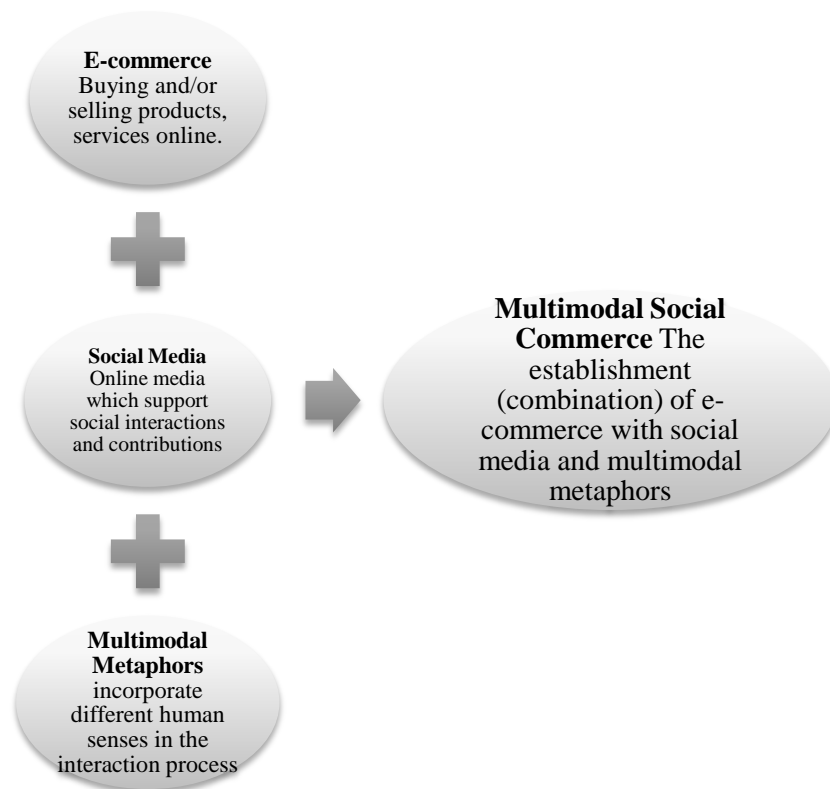 E-commerce
Buying and/or
selling products,
services online.
Social Media
Online media
which support
social interactions
and contributions
Multimodal
Metaphors
incorporate
different human
senses in the
interaction process
Multimodal Social
Commerce The
establishment
(combination) of e-
commerce with social
media and multimodal
metaphors